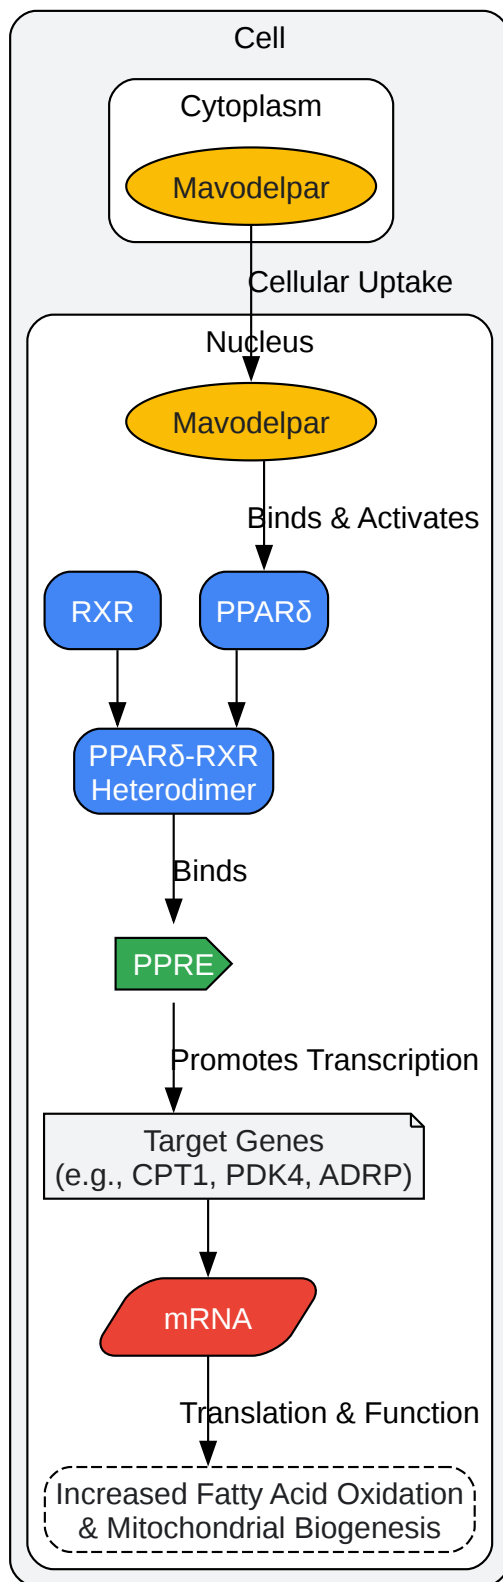 Cell
Cytoplasm
Mavodelpar
Cellular Uptake
Nucleus
Mavodelpar
Binds & Activates
RXR
PPARδ
PPARδ-RXR
Heterodimer
Binds
PPRE
Promotes Transcription
Target Genes
(e.g., CPT1, PDK4, ADRP)
mRNA
Translation & Function
Increased Fatty Acid Oxidation
& Mitochondrial Biogenesis